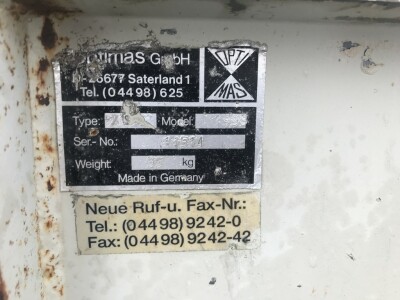 Optimas GmbH
D-26677 Saterland 1
Tel. (04498) 625
OPTI
MAS
Type:
Model:
Ser.-No.:
Weight: kg
Made in Germany
Neue Ruf-u. Fax-Nr.:
Tel.: (04498) 9242-0
Fax: (04498) 9242-42